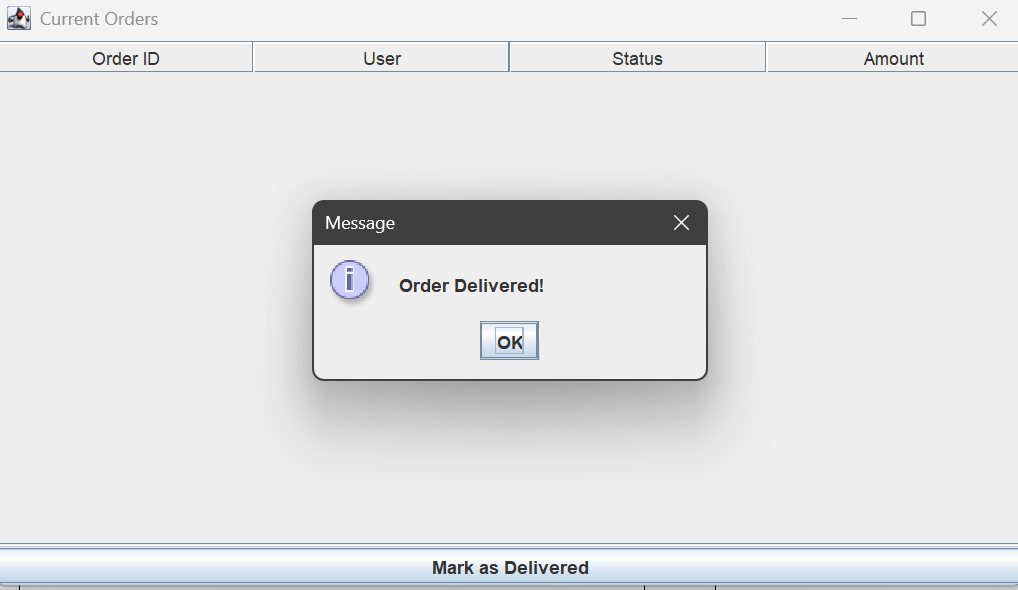 Current Orders
Order ID User Status Amount
Message
i
Order Delivered!
OK
Mark as Delivered